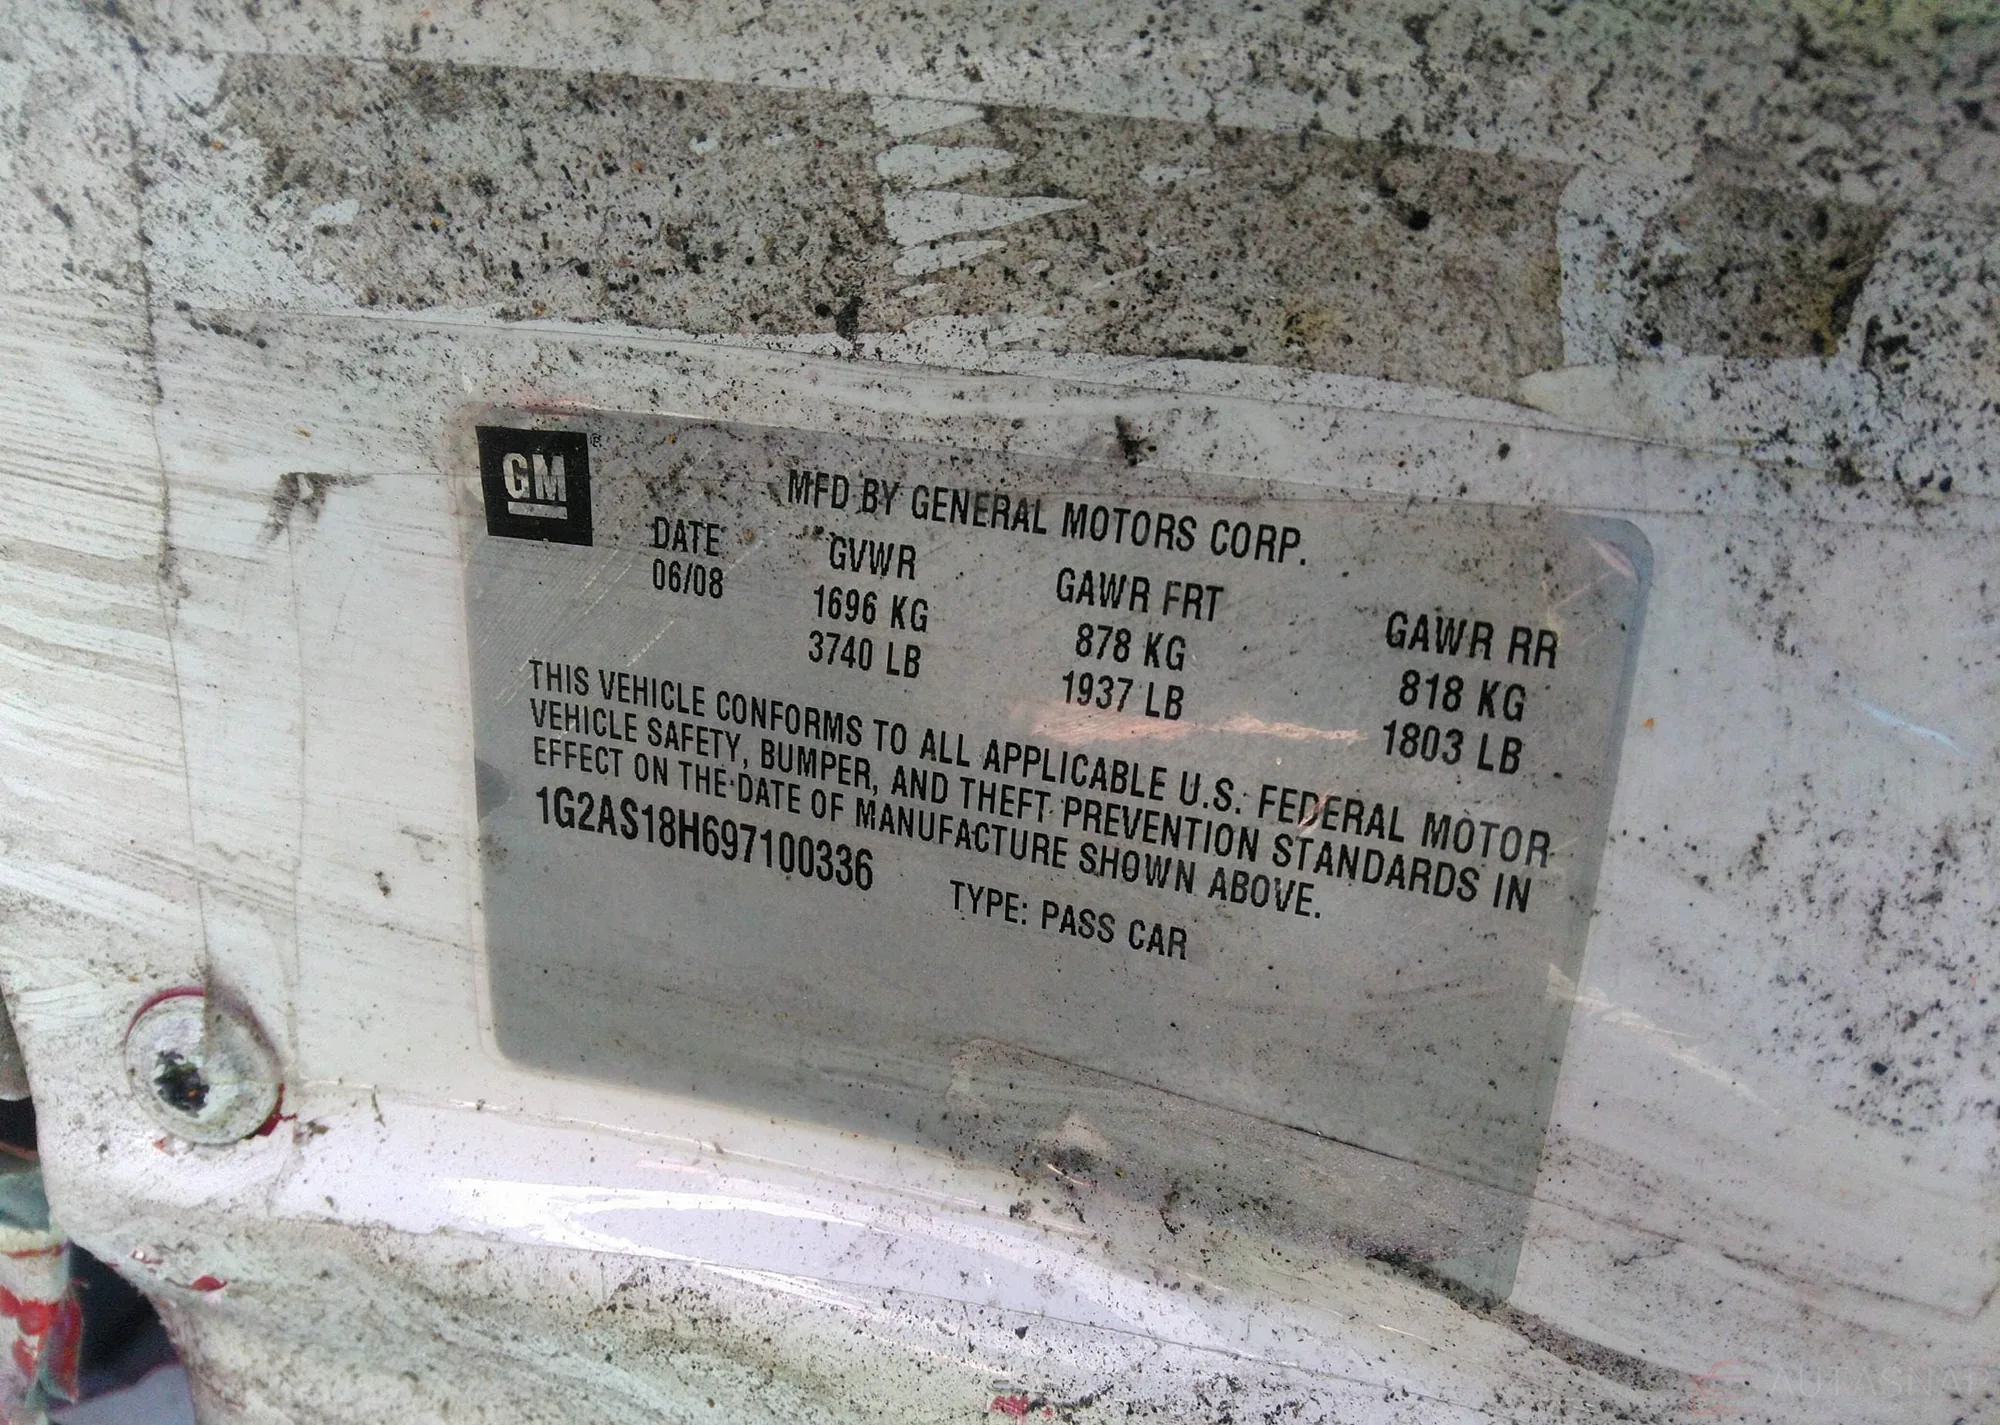 GM ®
MFD BY GENERAL MOTORS CORP.
DATE GVWR GAWR FRT GAWR RR
06/08 1696 KG 878 KG 818 KG
3740 LB 1937 LB 1803 LB
THIS VEHICLE CONFORMS TO ALL APPLICABLE U.S. FEDERAL MOTOR
VEHICLE SAFETY, BUMPER, AND THEFT PREVENTION STANDARDS IN
EFFECT ON THE DATE OF MANUFACTURE SHOWN ABOVE.
1G2AS18H697100336 TYPE: PASS CAR